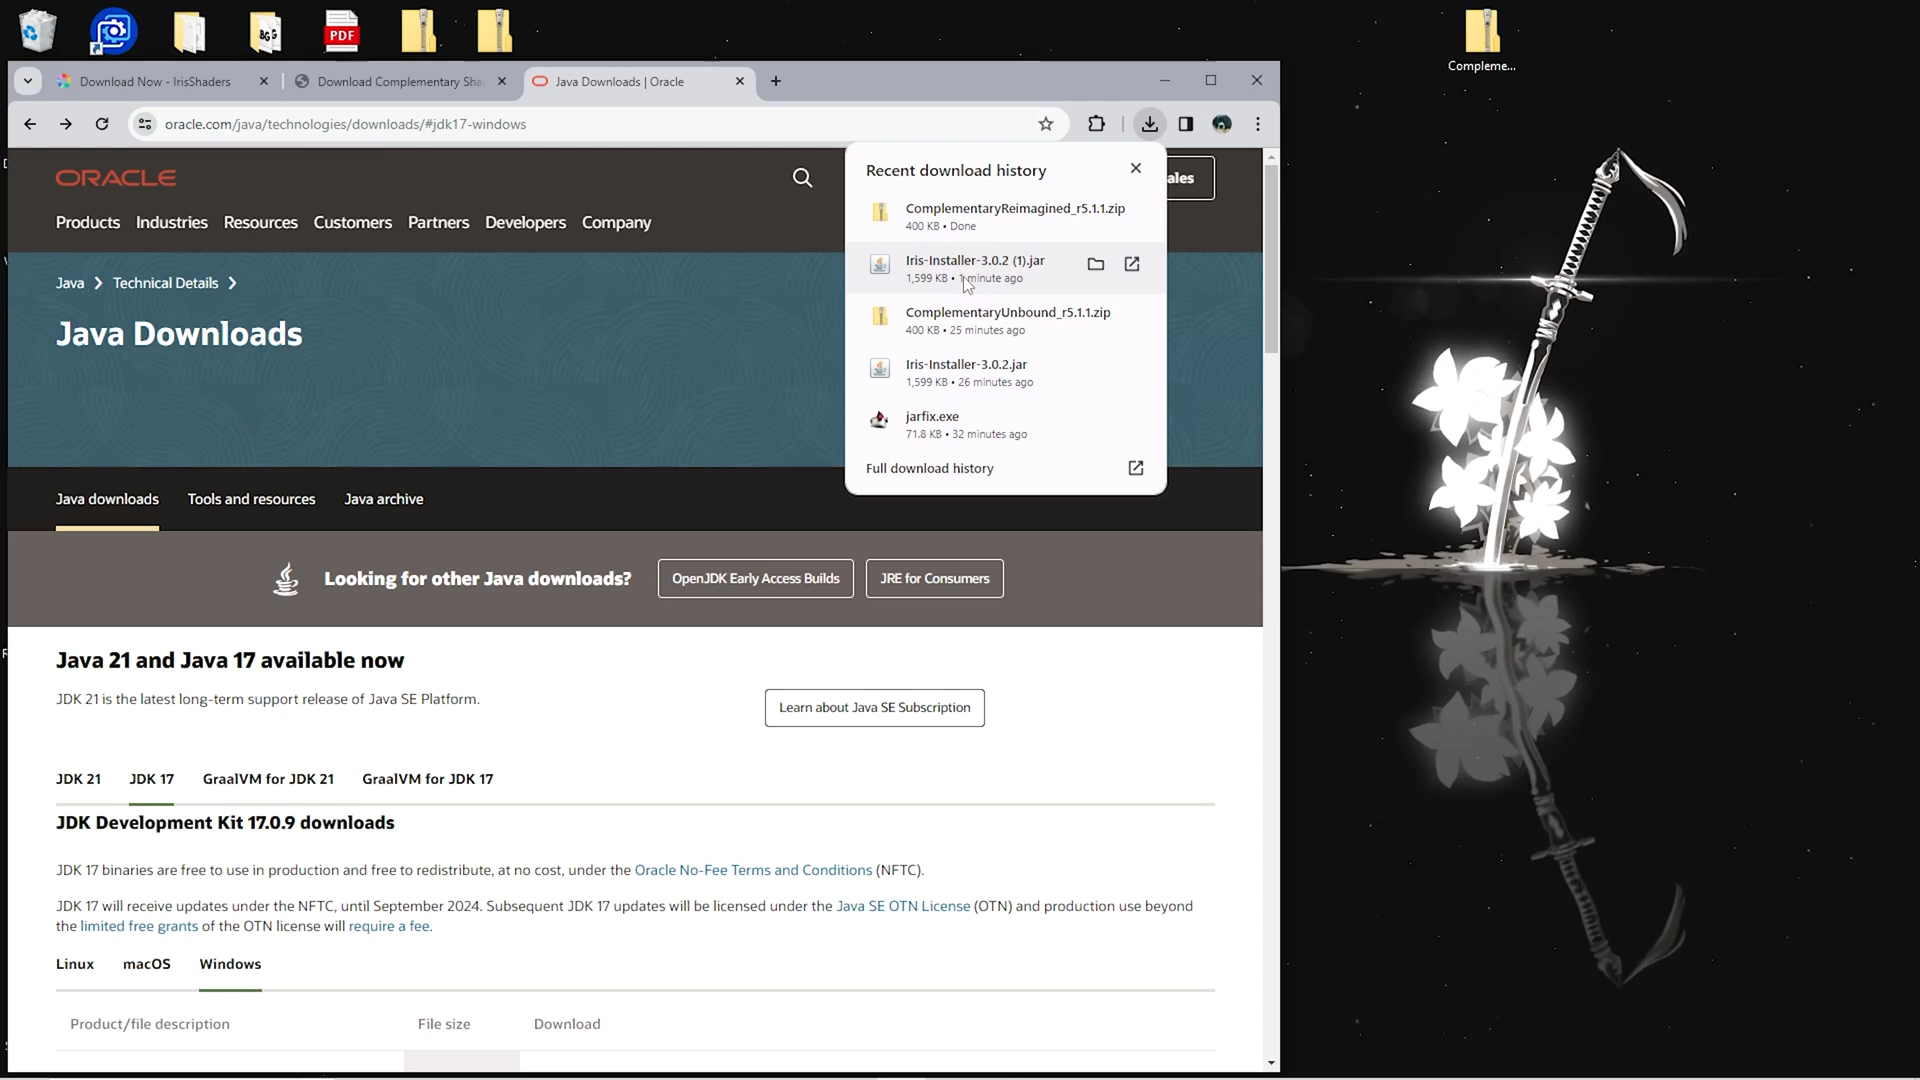 BG
PDF
Compleme...
Download Now - IrisShaders
Download Complementary Sha
Java Downloads | Oracle
oracle.com/java/technologies/downloads/#jdk17-windows
ORACLE
ales
Products
Industries
Resources
Customers
Partners
Developers
Company
Recent download history
ComplementaryReimagined_r5.1.1.zip
400 KB • Done
Iris-Installer-3.0.2 (1).jar
1,599 KB • 1 minute ago
ComplementaryUnbound_r5.1.1.zip
400 KB • 25 minutes ago
Iris-Installer-3.0.2.jar
1,599 KB • 26 minutes ago
jarfix.exe
71.8 KB • 32 minutes ago
Full download history
Java
Technical Details
Java Downloads
Java downloads
Tools and resources
Java archive
Looking for other Java downloads?
OpenJDK Early Access Builds
JRE for Consumers
Java 21 and Java 17 available now
JDK 21 is the latest long-term support release of Java SE Platform.
Learn about Java SE Subscription
JDK 21
JDK 17
GraalVM for JDK 21
GraalVM for JDK 17
JDK Development Kit 17.0.9 downloads
JDK 17 binaries are free to use in production and free to redistribute, at no cost, under the Oracle No-Fee Terms and Conditions (NFTC).
JDK 17 will receive updates under the NFTC, until September 2024. Subsequent JDK 17 updates will be licensed under the Java SE OTN License (OTN) and production use beyond
the limited free grants of the OTN license will require a fee.
Linux
macOS
Windows
Product/file description
File size
Download